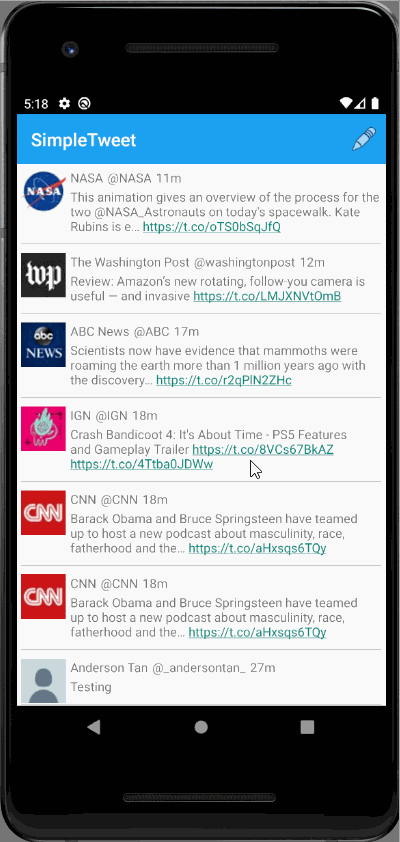 5:18
SimpleTweet
NASA
NASA @NASA 11m
This animation gives an overview of the process for the
two @NASA_Astronauts on today's spacewalk. Kate
Rubins is e… https://t.co/oTS0bSqJfQ
wp
The Washington Post @washingtonpost 12m
Review: Amazon's new rotating, follow-you camera is
useful — and invasive https://t.co/LMJXNVtOmB
abc
NEWS
ABC News @ABC 17m
Scientists now have evidence that mammoths were
roaming the earth more than 1 million years ago with
the discovery… https://t.co/r2qPlN2ZHc
IGN @IGN 18m
Crash Bandicoot 4: It's About Time - PS5 Features
and Gameplay Trailer https://t.co/8VCs67BkAZ
https://t.co/4Ttba0JDWw
CNN
CNN @CNN 18m
Barack Obama and Bruce Springsteen have teamed
up to host a new podcast about masculinity, race,
fatherhood and the… https://t.co/aHxsqs6TQy
CNN
CNN @CNN 18m
Barack Obama and Bruce Springsteen have teamed
up to host a new podcast about masculinity, race,
fatherhood and the… https://t.co/aHxsqs6TQy
Anderson Tan @_andersontan_ 27m
Testing